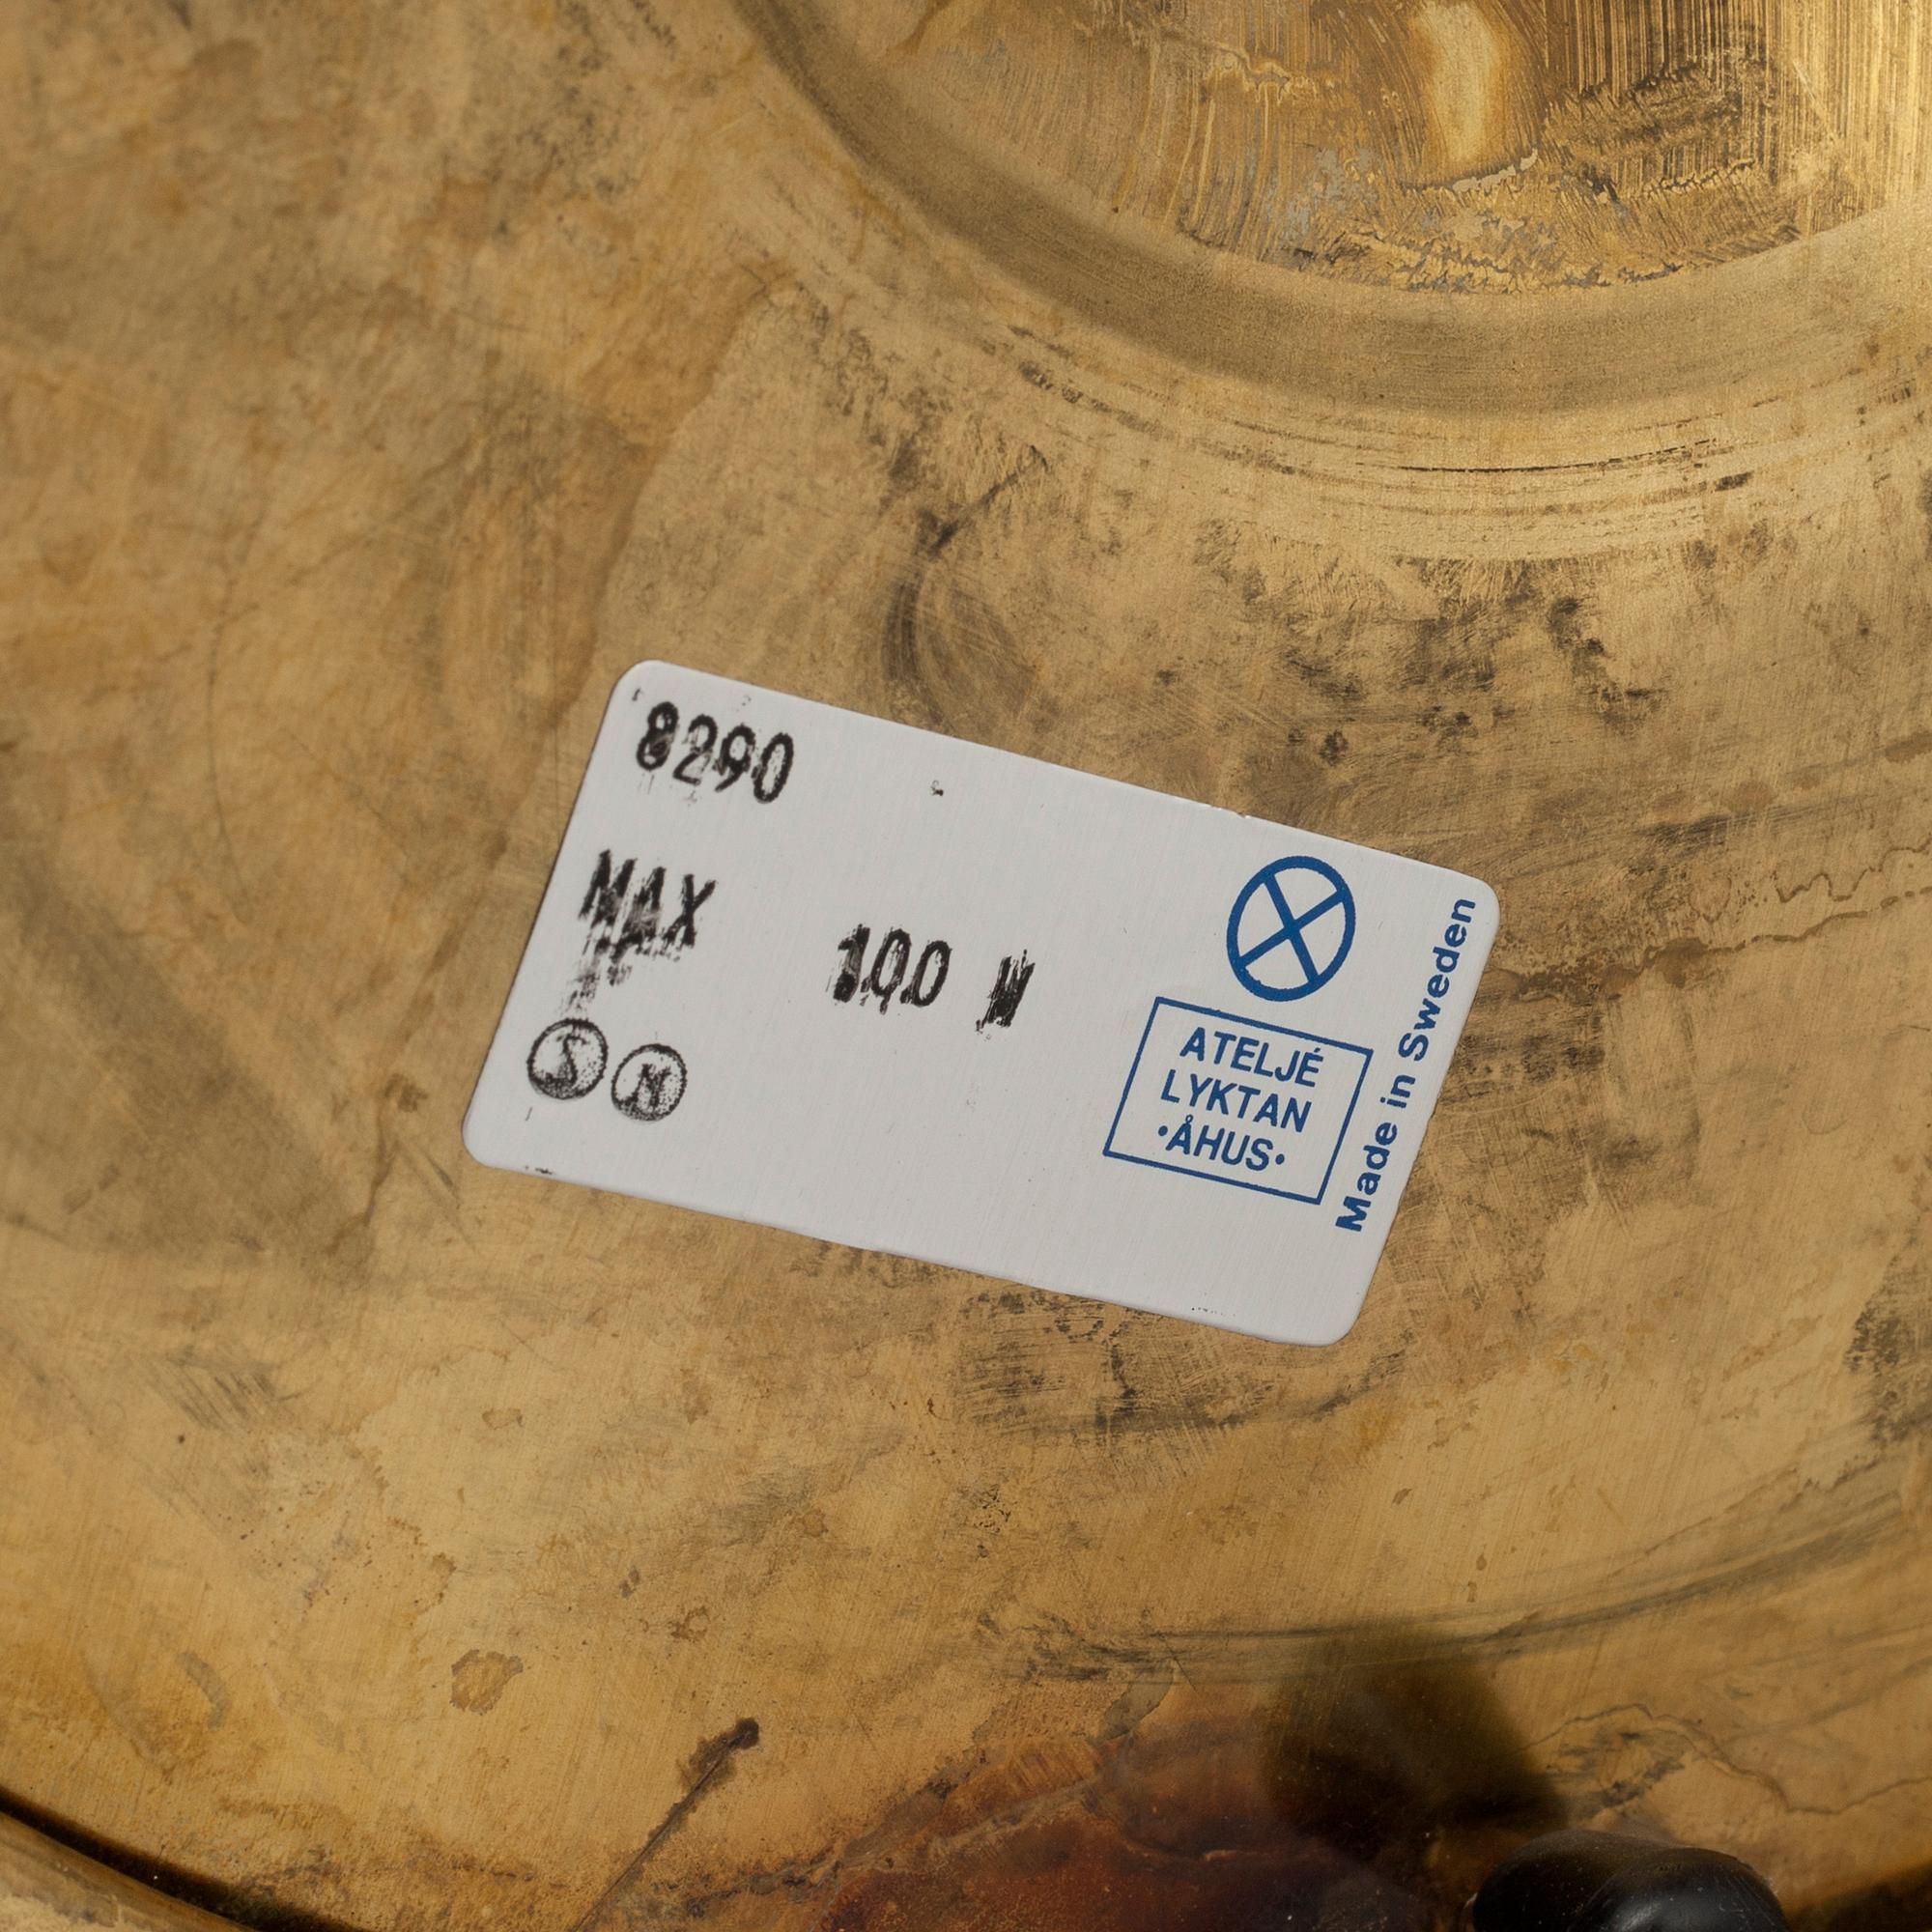 8290
MAX 100 W
S N
ATELJÉ
LYKTAN
•ÅHUS•
Made in Sweden